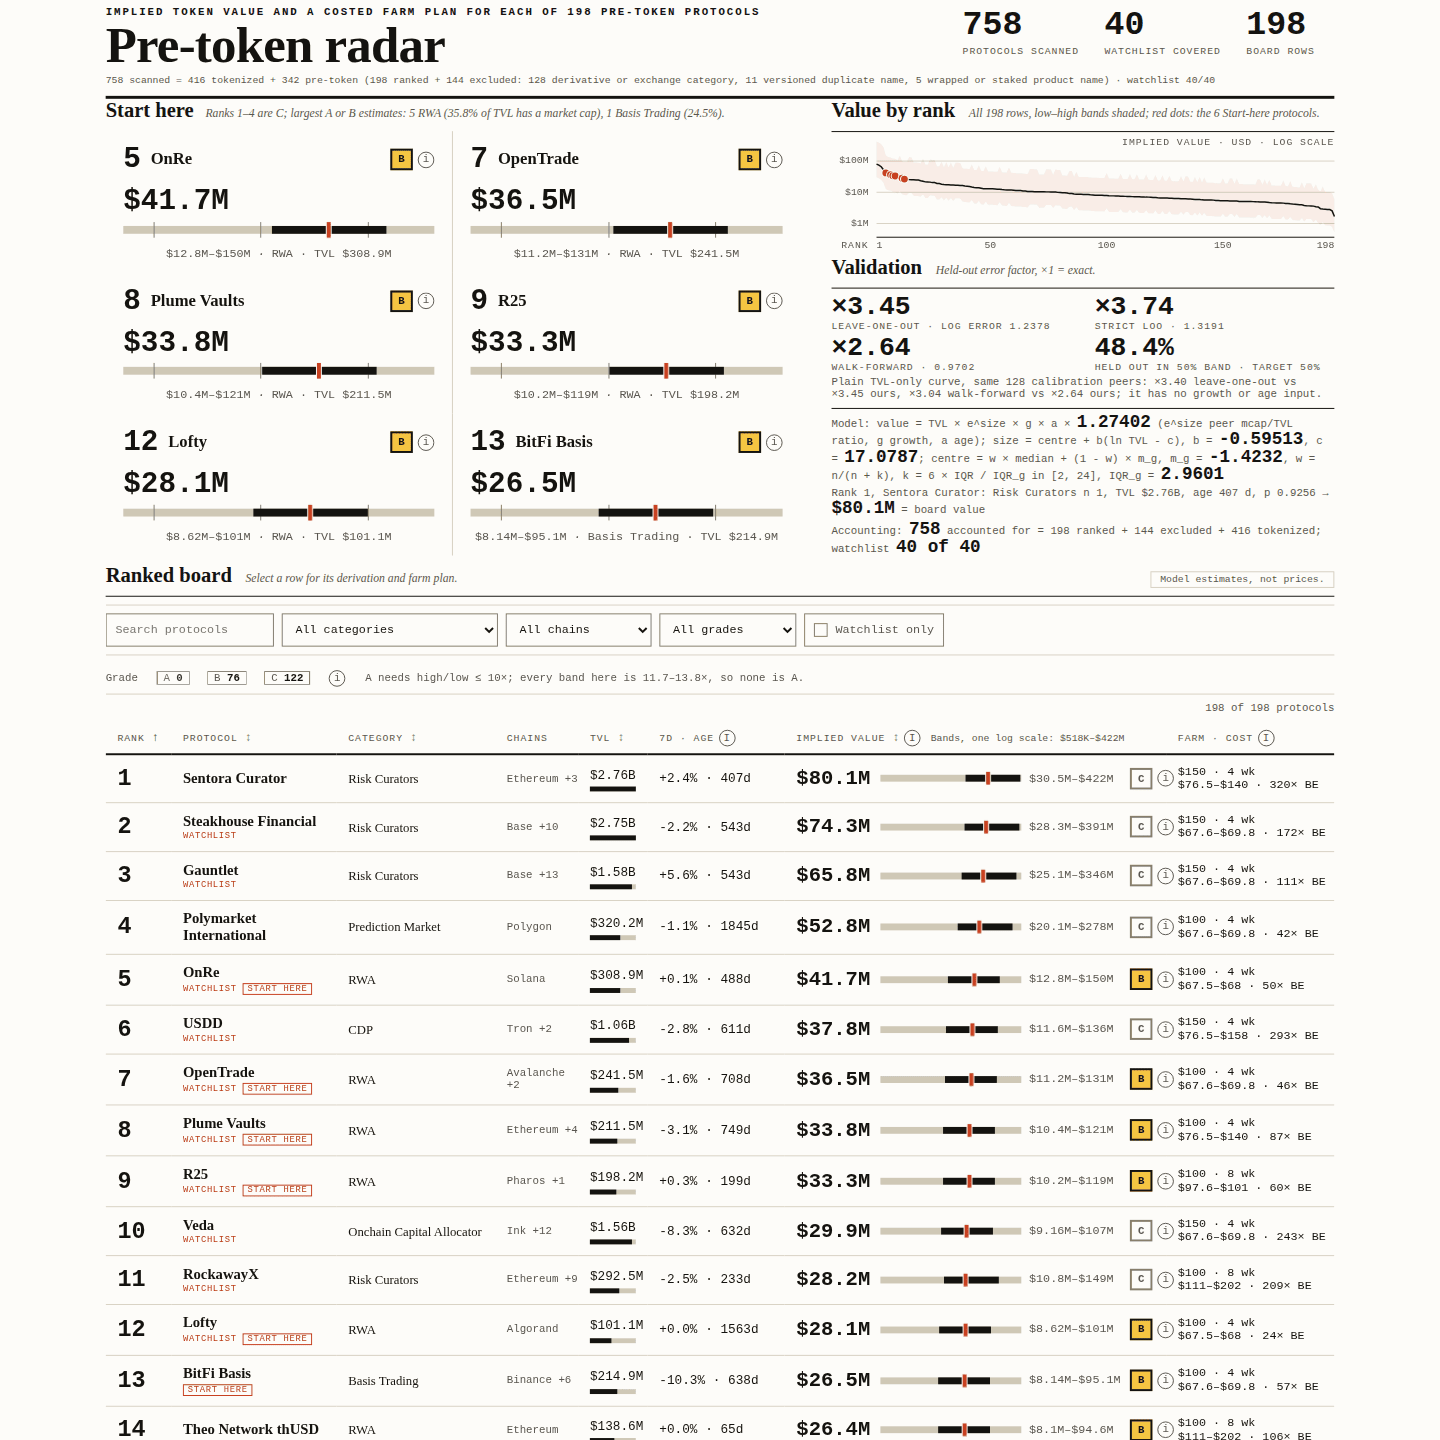 IMPLIED TOKEN VALUE AND A COSTED FARM PLAN FOR EACH OF 198 PRE-TOKEN PROTOCOLS
Pre-token radar
758
PROTOCOLS SCANNED
40
WATCHLIST COVERED
198
BOARD ROWS
758 scanned = 416 tokenized + 342 pre-token (198 ranked + 144 excluded: 128 derivative or exchange category, 11 versioned duplicate name, 5 wrapped or staked product name) · watchlist 40/40
Start here
Ranks 1–4 are C; largest A or B estimates: 5 RWA (35.8% of TVL has a market cap), 1 Basis Trading (24.5%).
5 OnRe B i
$41.7M
$12.8M–$150M · RWA · TVL $308.9M
7 OpenTrade B i
$36.5M
$11.2M–$131M · RWA · TVL $241.5M
8 Plume Vaults B i
$33.8M
$10.4M–$121M · RWA · TVL $211.5M
9 R25 B i
$33.3M
$10.2M–$119M · RWA · TVL $198.2M
12 Lofty B i
$28.1M
$8.62M–$101M · RWA · TVL $101.1M
13 BitFi Basis B i
$26.5M
$8.14M–$95.1M · Basis Trading · TVL $214.9M
Value by rank
All 198 rows, low–high bands shaded; red dots: the 6 Start-here protocols.
IMPLIED VALUE · USD · LOG SCALE
$100M
$10M
$1M
RANK 1 50 100 150 198
Validation
Held-out error factor, ×1 = exact.
×3.45
LEAVE-ONE-OUT · LOG ERROR 1.2378
×3.74
STRICT LOO · 1.3191
×2.64
WALK-FORWARD · 0.9702
48.4%
HELD OUT IN 50% BAND · TARGET 50%
Plain TVL-only curve, same 128 calibration peers: ×3.40 leave-one-out vs
×3.45 ours, ×3.04 walk-forward vs ×2.64 ours; it has no growth or age input.
Model: value = TVL × e^size × g × a × 1.27402 (e^size peer mcap/TVL
ratio, g growth, a age); size = centre + b(ln TVL - c), b = -0.59513, c
= 17.0787; centre = w × median + (1 - w) × m_g, m_g = -1.4232, w =
n/(n + k), k = 6 × IQR / IQR_g in [2, 24], IQR_g = 2.9601
Rank 1, Sentora Curator: Risk Curators n 1, TVL $2.76B, age 407 d, p 0.9256 →
$80.1M = board value
Accounting: 758 accounted for = 198 ranked + 144 excluded + 416 tokenized;
watchlist 40 of 40
Ranked board
Select a row for its derivation and farm plan.
Model estimates, not prices.
Search protocols
All categories
All chains
All grades
Watchlist only
Grade A 0 B 76 C 122 i A needs high/low ≤ 10×; every band here is 11.7–13.8×, so none is A.
198 of 198 protocols
RANK ↑ PROTOCOL ↕ CATEGORY ↕ CHAINS TVL ↕ 7D · AGE I IMPLIED VALUE ↕ I Bands, one log scale: $518K–$422M FARM · COST I
1 Sentora Curator Risk Curators Ethereum +3 $2.76B +2.4% · 407d $80.1M $30.5M–$422M C i $150 · 4 wk
$76.5–$140 · 320× BE
2 Steakhouse Financial Risk Curators Base +10 $2.75B -2.2% · 543d $74.3M $28.3M–$391M C i $150 · 4 wk
WATCHLIST $67.6–$69.8 · 172× BE
3 Gauntlet Risk Curators Base +13 $1.58B +5.6% · 543d $65.8M $25.1M–$346M C i $150 · 4 wk
WATCHLIST $67.6–$69.8 · 111× BE
4 Polymarket Prediction Market Polygon $320.2M -1.1% · 1845d $52.8M $20.1M–$278M C i $100 · 4 wk
International $67.6–$69.8 · 42× BE
5 OnRe RWA Solana $308.9M +0.1% · 488d $41.7M $12.8M–$150M B i $100 · 4 wk
WATCHLIST START HERE $67.5–$68 · 50× BE
6 USDD CDP Tron +2 $1.06B -2.8% · 611d $37.8M $11.6M–$136M C i $150 · 4 wk
WATCHLIST $76.5–$158 · 293× BE
7 OpenTrade RWA Avalanche $241.5M -1.6% · 708d $36.5M $11.2M–$131M B i $100 · 4 wk
WATCHLIST START HERE +2 $67.6–$69.8 · 46× BE
8 Plume Vaults RWA Ethereum +4 $211.5M -3.1% · 749d $33.8M $10.4M–$121M B i $100 · 4 wk
WATCHLIST START HERE $76.5–$140 · 87× BE
9 R25 RWA Pharos +1 $198.2M +0.3% · 199d $33.3M $10.2M–$119M B i $100 · 8 wk
WATCHLIST START HERE $97.6–$101 · 60× BE
10 Veda Onchain Capital Allocator Ink +12 $1.56B -8.3% · 632d $29.9M $9.16M–$107M C i $150 · 4 wk
WATCHLIST $67.6–$69.8 · 243× BE
11 RockawayX Risk Curators Ethereum +9 $292.5M -2.5% · 233d $28.2M $10.8M–$149M C i $100 · 8 wk
WATCHLIST $111–$202 · 209× BE
12 Lofty RWA Algorand $101.1M +0.0% · 1563d $28.1M $8.62M–$101M B i $100 · 4 wk
WATCHLIST START HERE $67.5–$68 · 24× BE
13 BitFi Basis Basis Trading Binance +6 $214.9M -10.3% · 638d $26.5M $8.14M–$95.1M B i $100 · 4 wk
START HERE $67.6–$69.8 · 57× BE
14 Theo Network thUSD RWA Ethereum $138.6M +0.0% · 65d $26.4M $8.1M–$94.6M B i $100 · 8 wk
$111–$202 · 106× BE